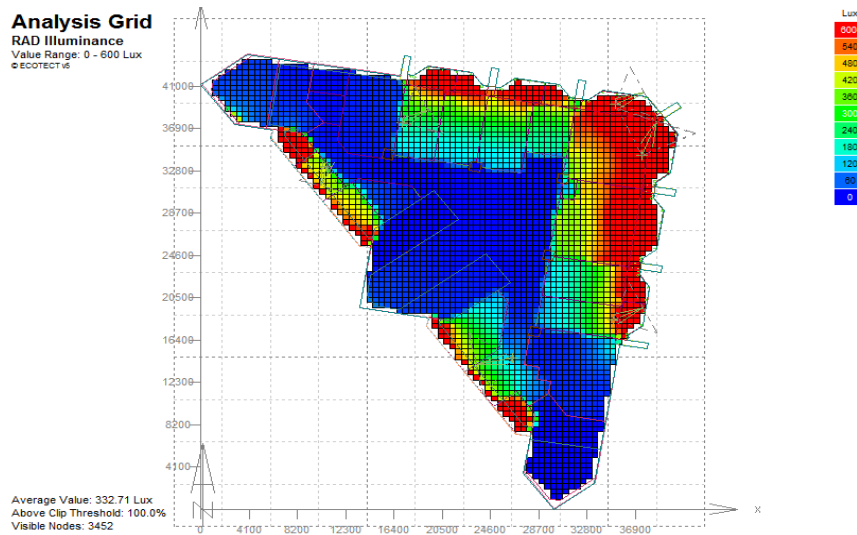 Analysis Grid
RAD Illuminance
Value Range: 0 - 600 Lux
© ECOTECT v5
Lux
600
540
480
420
360
300
240
180
120
60
0
41000
36900
32800
28700
24600
20500
16400
12300
8200
4100
Average Value: 332.71 Lux
Above Clip Threshold: 100.0%
Visible Nodes: 3452
0 4100 8200 12300 16400 20500 24600 28700 32800 36900
X